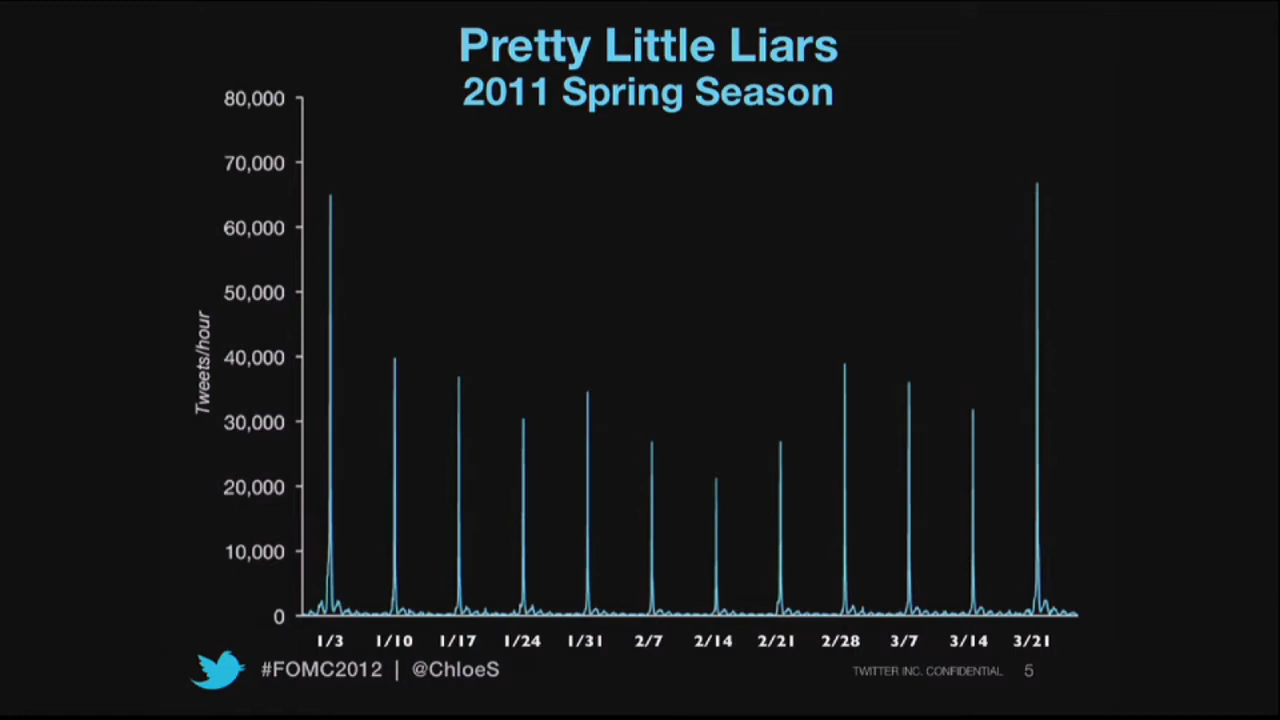 Pretty Little Liars
2011 Spring Season
80,000
70,000
60,000
50,000
40,000
30,000
20,000
10,000
0
Tweets/hour
1/3 1/10 1/17 1/24 1/31 2/7 2/14 2/21 2/28 3/7 3/14 3/21
#FOMC2012 | @ChloeS
TWITTER INC. CONFIDENTIAL 5